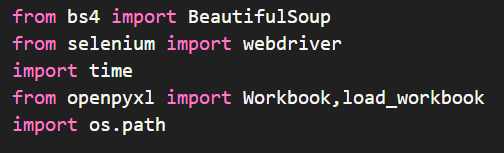 from bs4 import BeautifulSoup
from selenium import webdriver
import time
from openpyxl import Workbook,load_workbook
import os.path